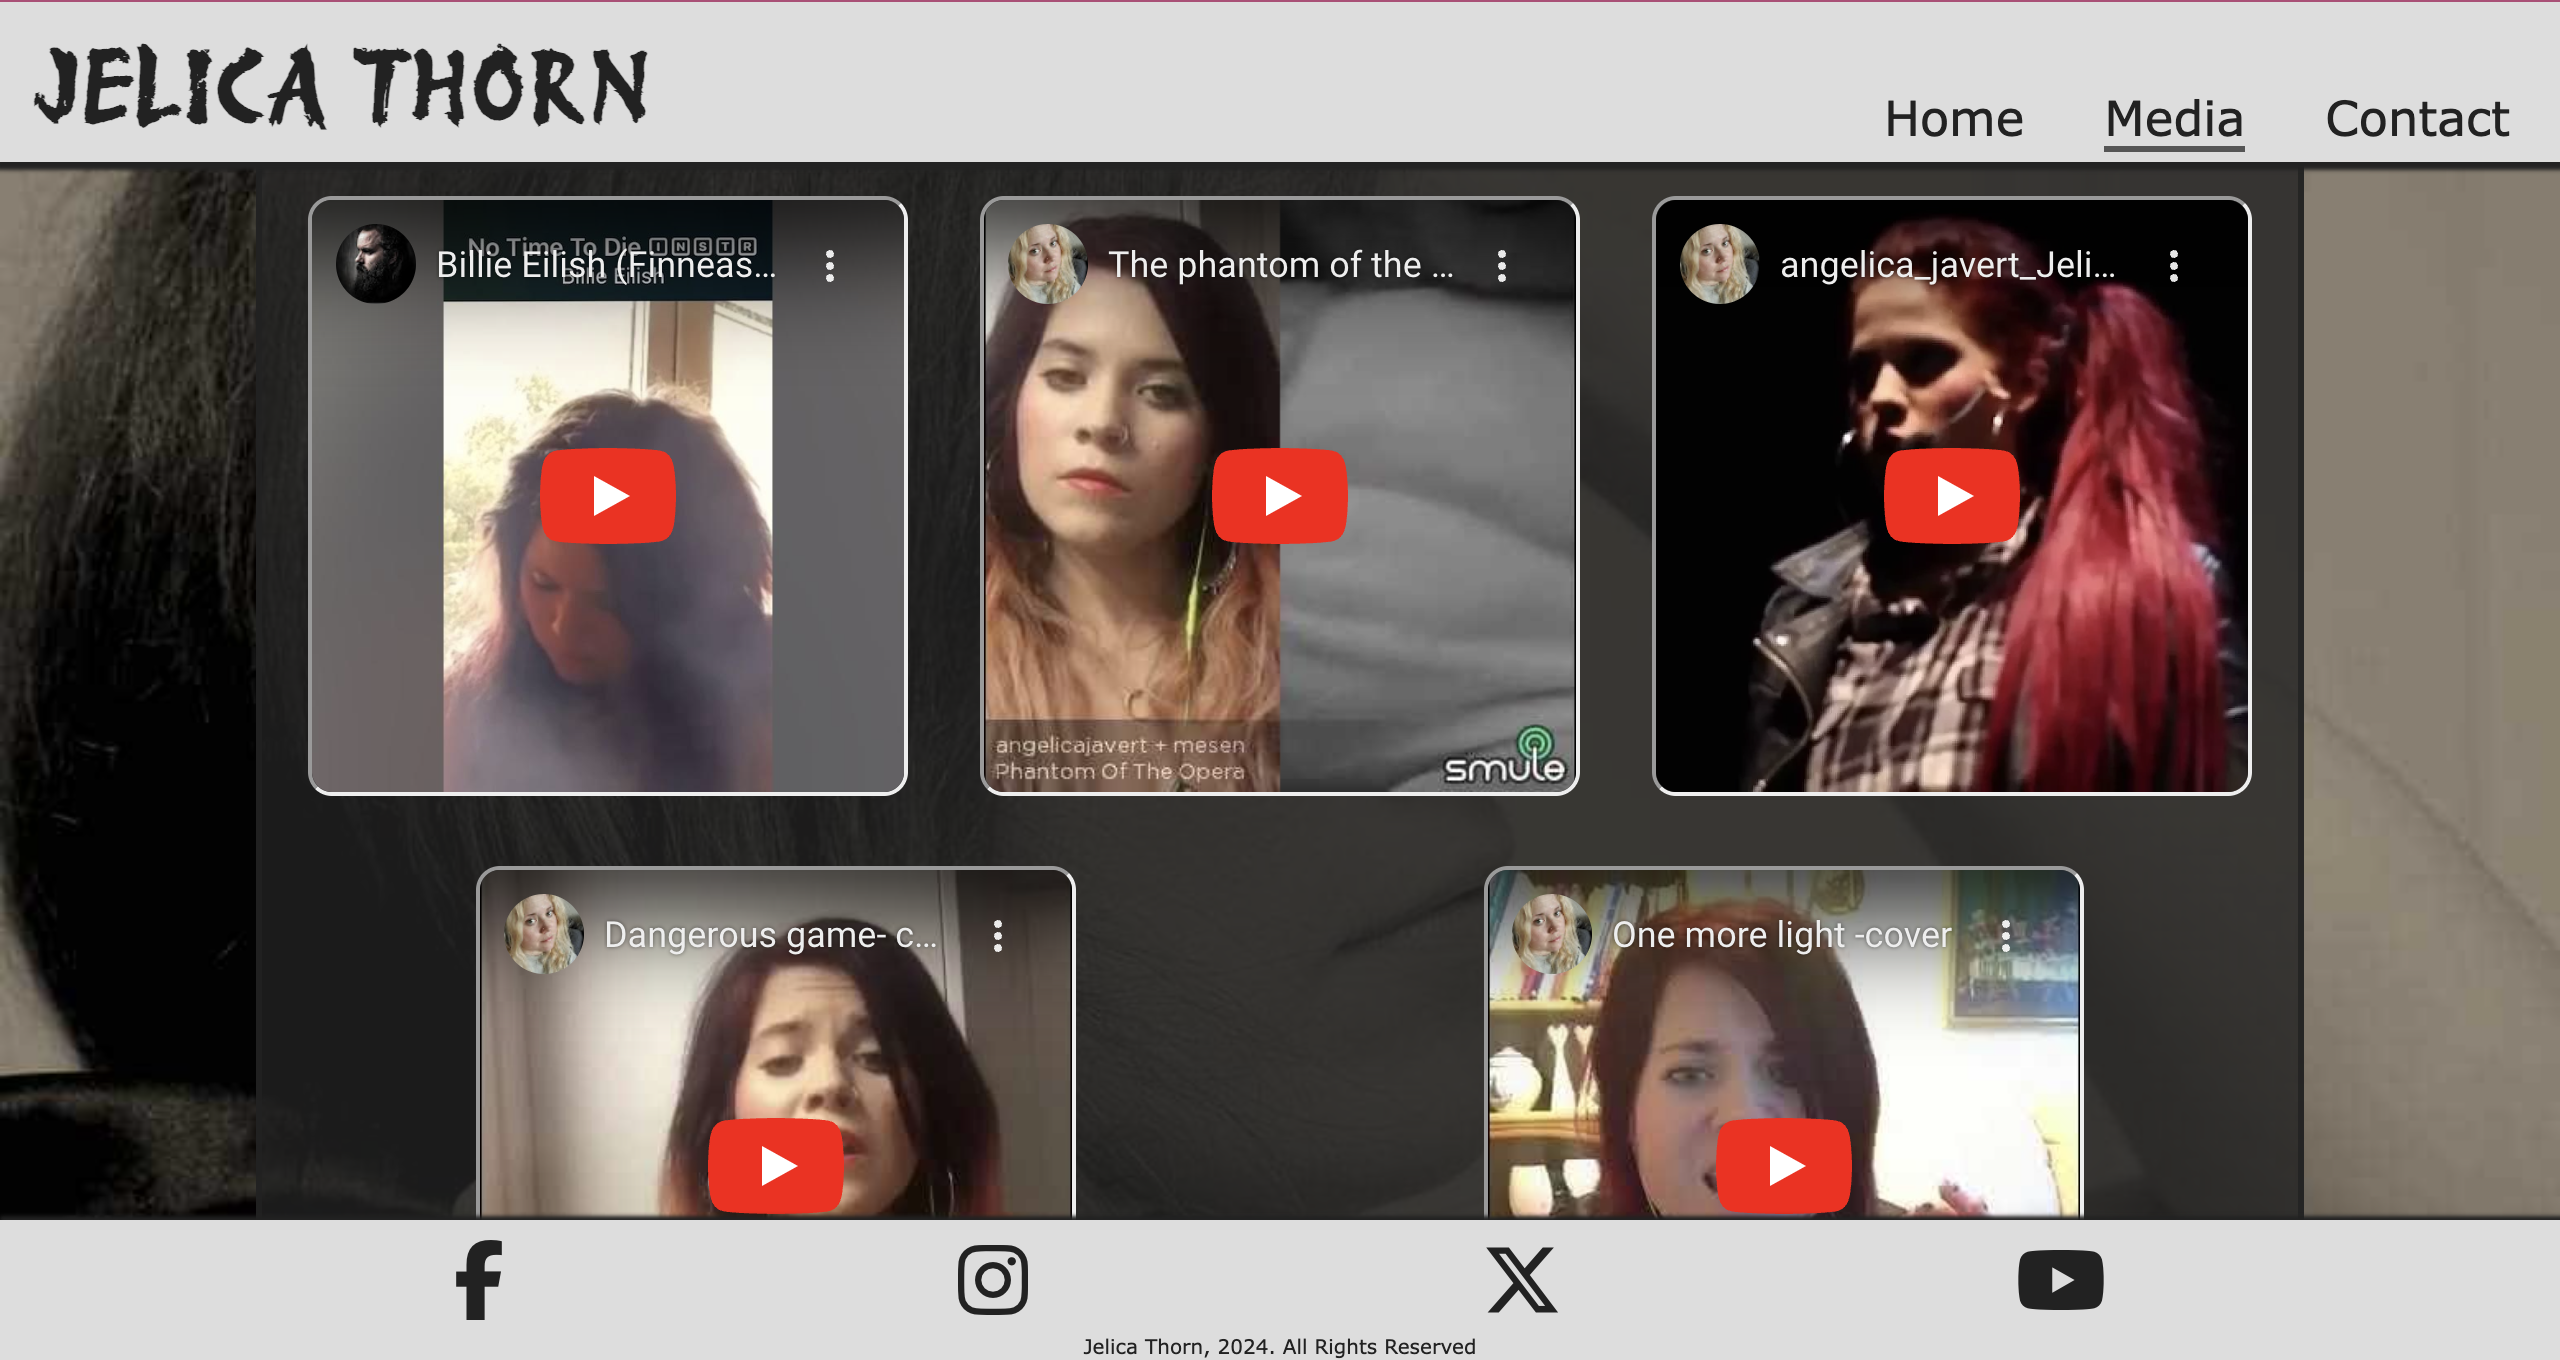 JELICA THORN
Home
Media
Contact
No Time To Die 🄸🄽🅂🅃🅁
Billie Eilish
Billie Eilish (Finneas...
The phantom of the ...
angelica_javert_Jeli...
angelicajavert + mesen
Phantom Of The Opera
smule
Dangerous game- c...
One more light -cover
Jelica Thorn, 2024. All Rights Reserved